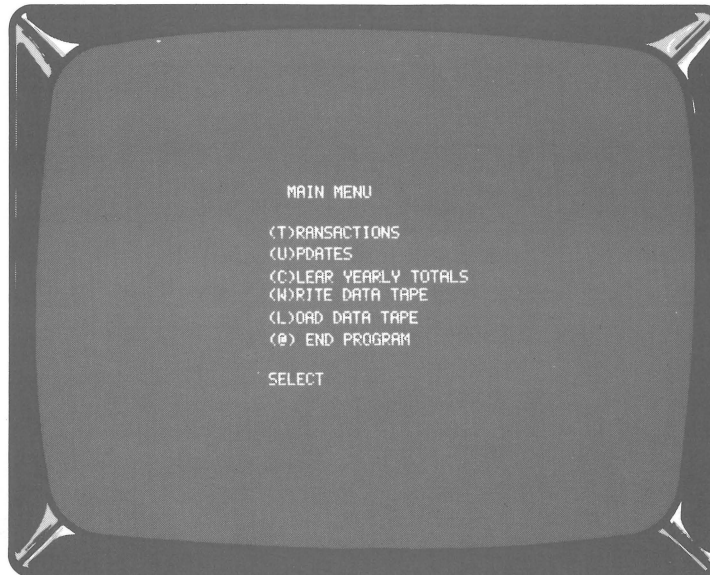 MAIN MENU
(T)RANSACTIONS
(U)PDATES
(C)LEAR YEARLY TOTALS
(W)RITE DATA TAPE
(L)OAD DATA TAPE
(@) END PROGRAM
SELECT